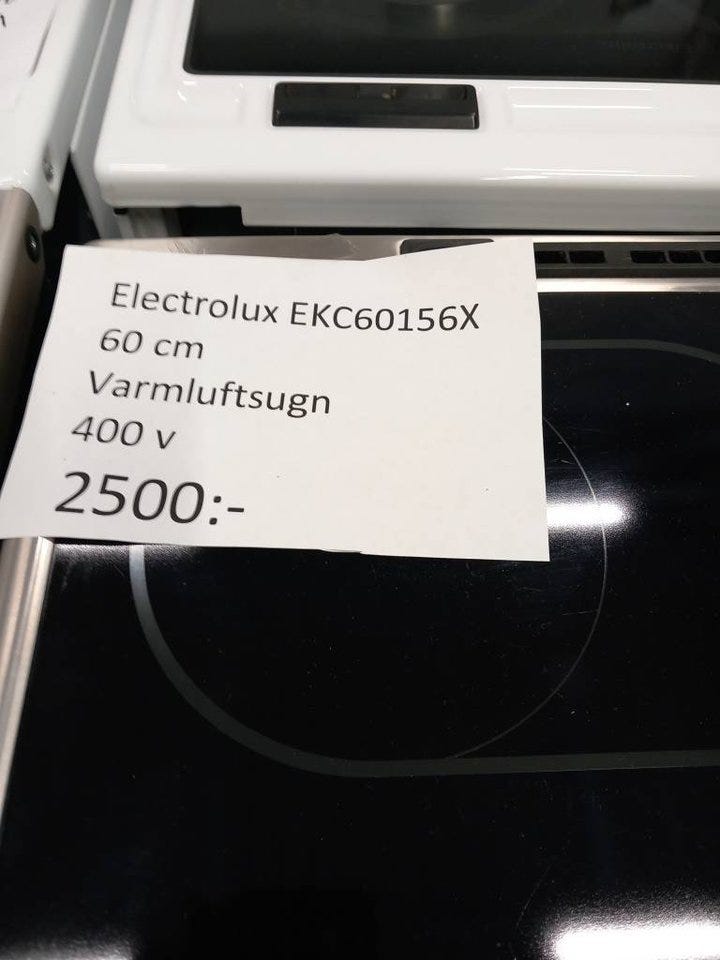 Electrolux EKC60156X
60 cm
Varmluftsugn
400 v
2500:-